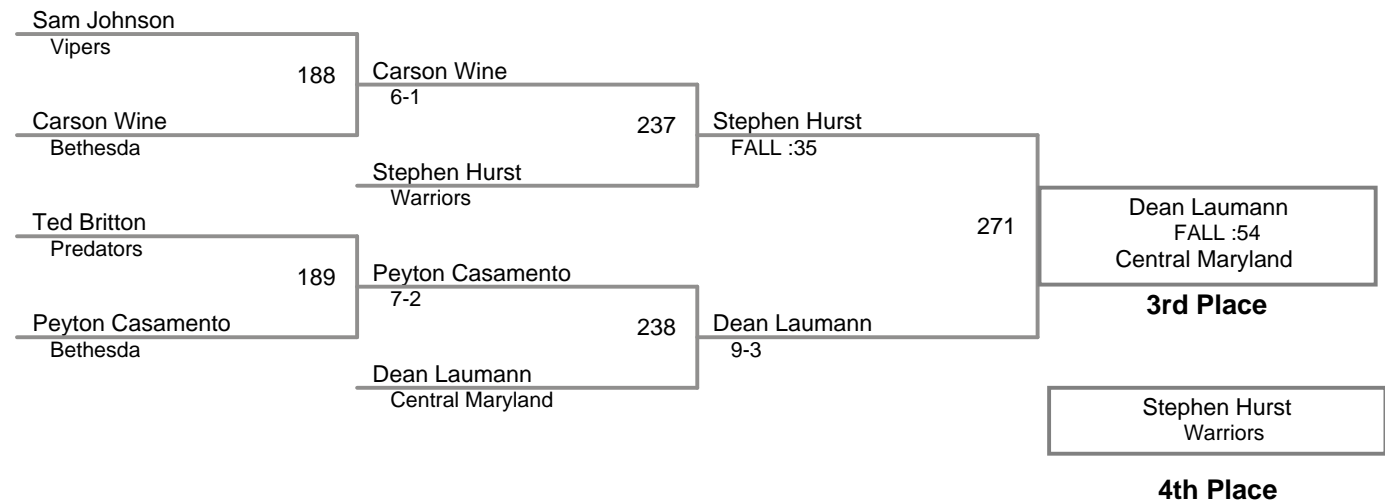 Sam Johnson
Vipers
188
Carson Wine
6-1
Carson Wine
Bethesda
237
Stephen Hurst
FALL :35
Stephen Hurst
Warriors
Ted Britton
Predators
271
Dean Laumann
FALL :54
Central Maryland
3rd Place
189
Peyton Casamento
7-2
Peyton Casamento
Bethesda
238
Dean Laumann
9-3
Dean Laumann
Central Maryland
Stephen Hurst
Warriors
4th Place